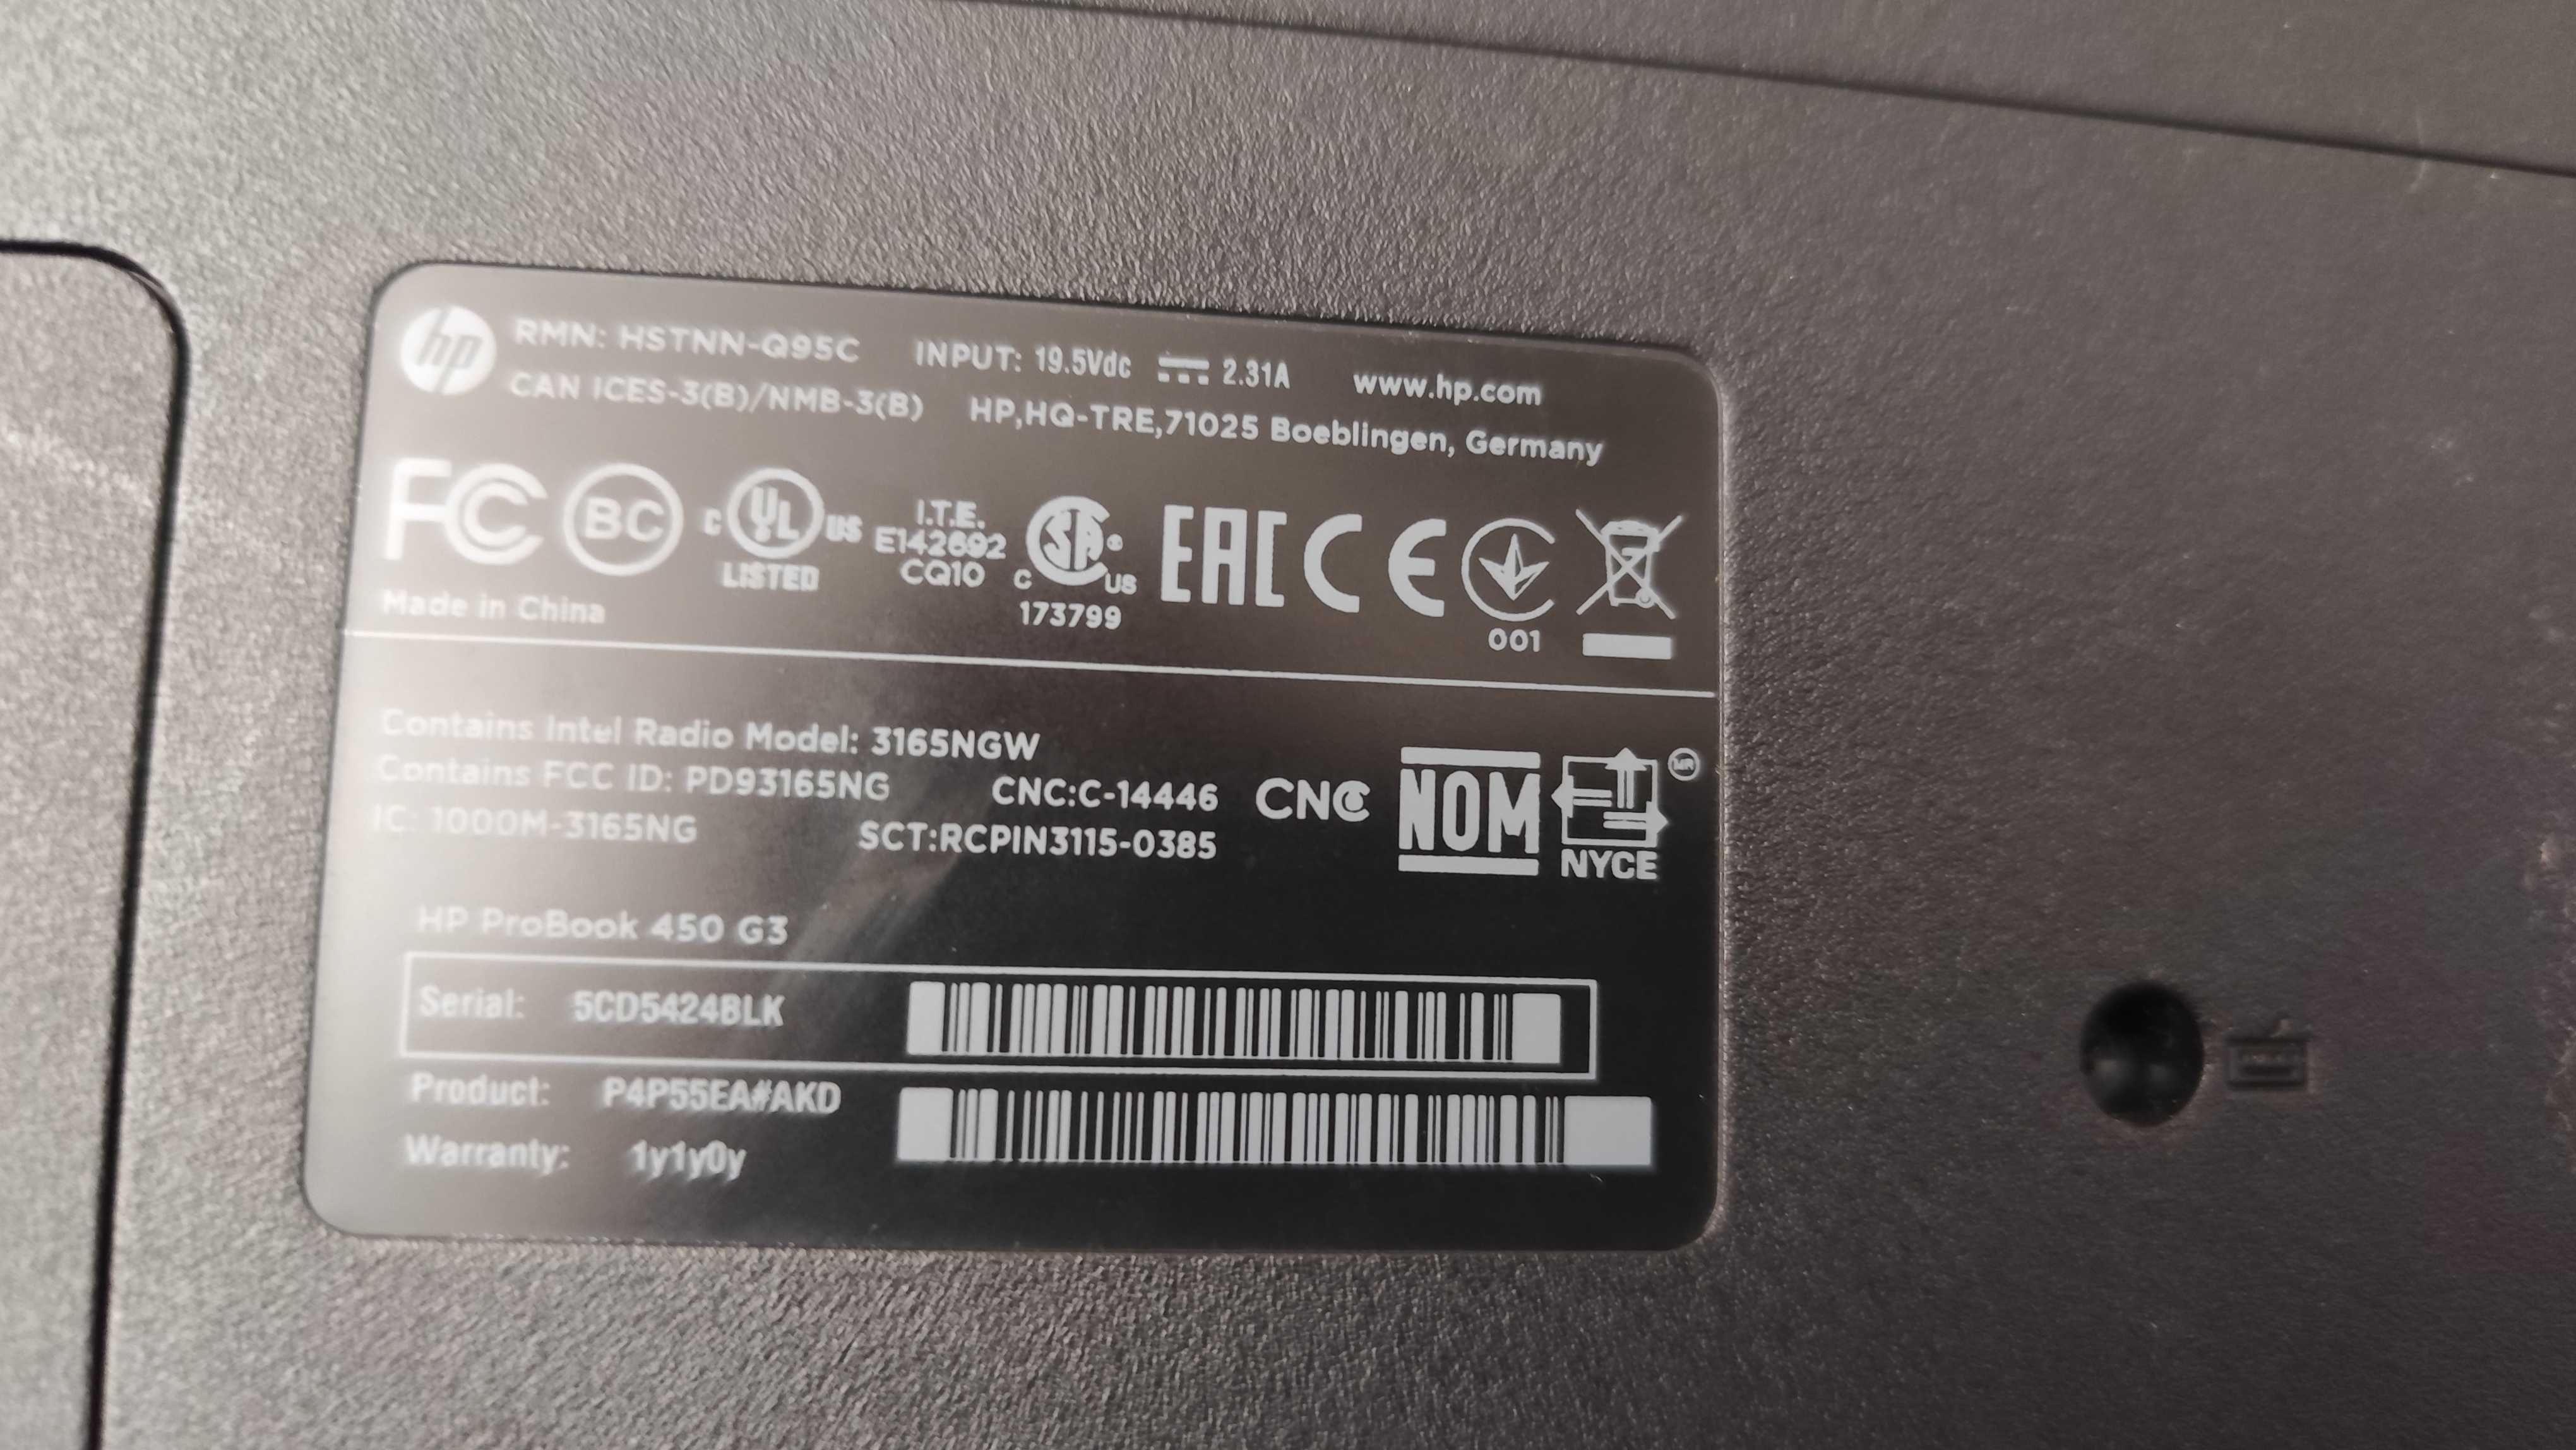 hp RMN: HSTNN-Q95C INPUT: 19.5Vdc 2.31A www.hp.com
CAN ICES-3(B)/NMB-3(B) HP,HQ-TRE,71025 Boeblingen, Germany
FC BC C UL US LISTED I.T.E. E142692 CQ10 C SA US 173799 EAC CE 001
Made in China
Contains Intel Radio Model: 3165NGW
Contains FCC ID: PD93165NG CNC:C-14446 CNC NOM NYCE MR
IC: 1000M-3165NG SCT:RCPIN3115-0385
HP ProBook 450 G3
Serial: 5CD5424BLK
Product: P4P55EA#AKD
Warranty: 1y1y0y